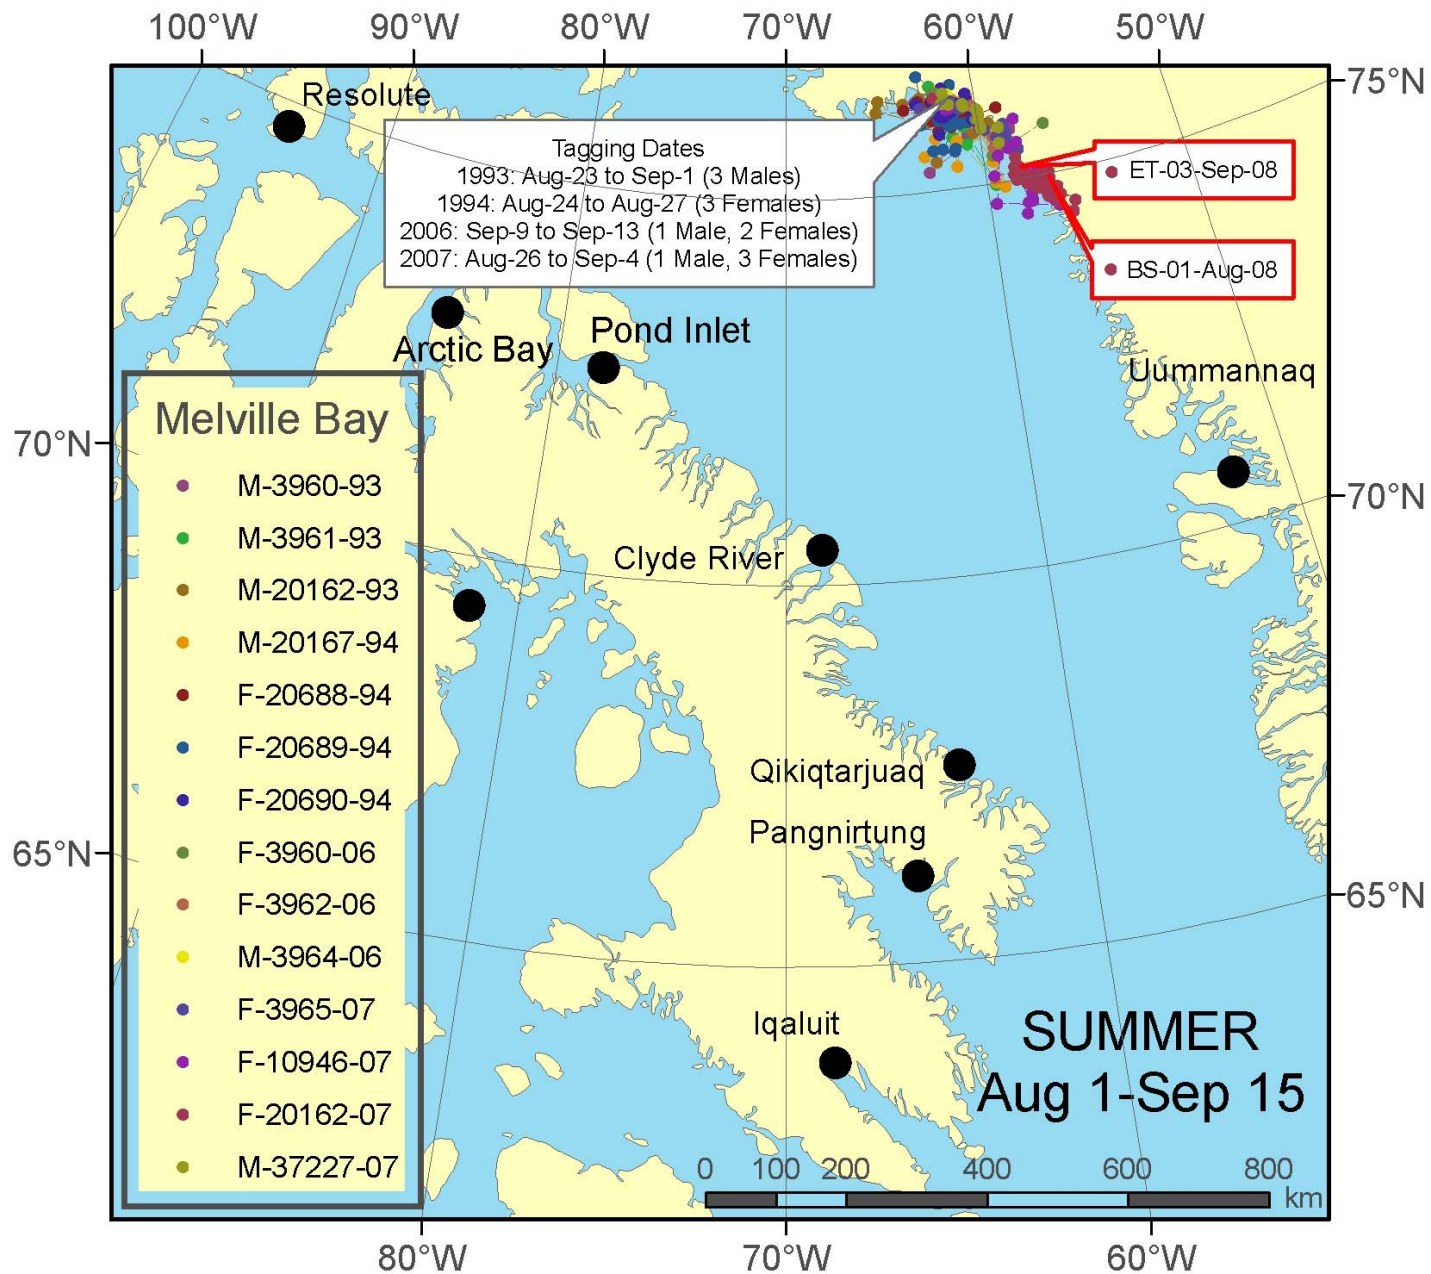 100°W 90°W 80°W 70°W 60°W 50°W
75°N
Resolute
Tagging Dates
1993: Aug-23 to Sep-1 (3 Males)
1994: Aug-24 to Aug-27 (3 Females)
2006: Sep-9 to Sep-13 (1 Male, 2 Females)
2007: Aug-26 to Sep-4 (1 Male, 3 Females)
ET-03-Sep-08
BS-01-Aug-08
Pond Inlet
Arctic Bay
Uummannaq
70°N
70°N
Melville Bay
M-3960-93
M-3961-93
M-20162-93
M-20167-94
F-20688-94
F-20689-94
F-20690-94
F-3960-06
F-3962-06
M-3964-06
F-3965-07
F-10946-07
F-20162-07
M-37227-07
Clyde River
Qikiqtarjuaq
Pangnirtung
65°N
65°N
Iqaluit
SUMMER
Aug 1-Sep 15
0 100 200 400 600 800
km
80°W 70°W 60°W